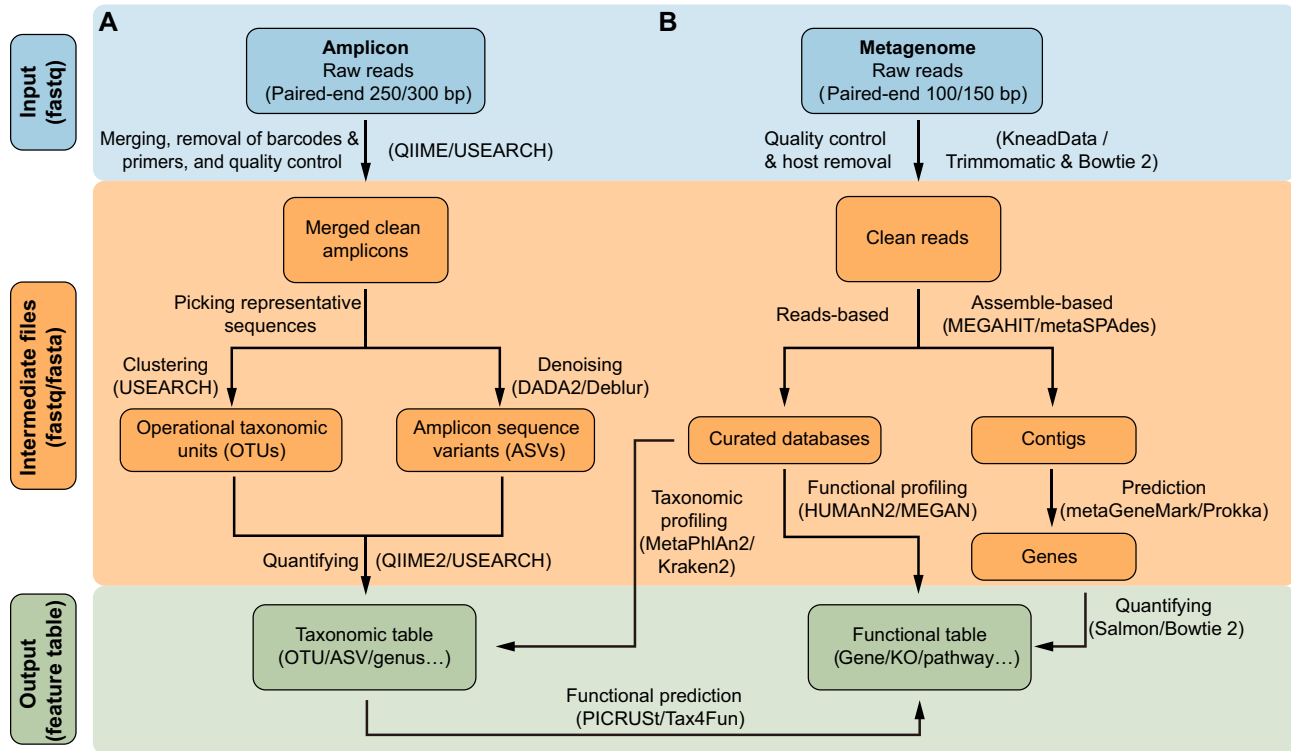 A
B
Input
(fastq)
Amplicon
Raw reads
(Paired-end 250/300 bp)
Metagenome
Raw reads
(Paired-end 100/150 bp)
Merging, removal of barcodes &
primers, and quality control
(QIIME/USEARCH)
Quality control
& host removal
(KneadData /
Trimmomatic & Bowtie 2)
Intermediate files
(fastq/fasta)
Merged clean
amplicons
Clean reads
Picking representative
sequences
Reads-based
Assemble-based
(MEGAHIT/metaSPAdes)
Clustering
(USEARCH)
Denoising
(DADA2/Deblur)
Operational taxonomic
units (OTUs)
Amplicon sequence
variants (ASVs)
Curated databases
Contigs
Taxonomic
profiling
(MetaPhlAn2/
Kraken2)
Functional profiling
(HUMAnN2/MEGAN)
Prediction
(metaGeneMark/Prokka)
Quantifying
(QIIME2/USEARCH)
Genes
Output
(feature table)
Taxonomic table
(OTU/ASV/genus…)
Functional table
(Gene/KO/pathway…)
Quantifying
(Salmon/Bowtie 2)
Functional prediction
(PICRUSt/Tax4Fun)